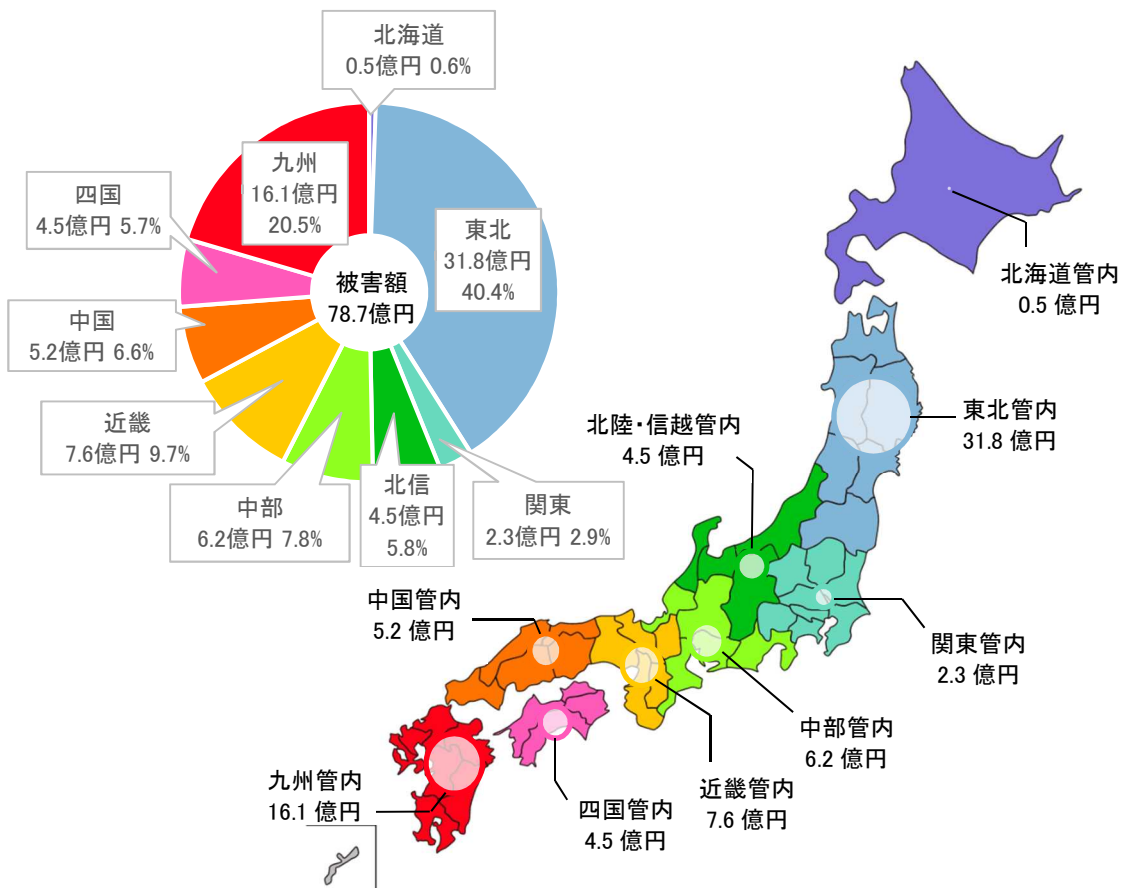 北海道
0.5億円 0.6%
九州
16.1億円
20.5%
四国
4.5億円 5.7%
東北
31.8億円
40.4%
被害額
78.7億円
中国
5.2億円 6.6%
近畿
7.6億円 9.7%
中部
6.2億円 7.8%
北信
4.5億円
5.8%
関東
2.3億円 2.9%
北海道管内
0.5 億円
東北管内
31.8 億円
北陸・信越管内
4.5 億円
関東管内
2.3 億円
中国管内
5.2 億円
中部管内
6.2 億円
近畿管内
7.6 億円
四国管内
4.5 億円
九州管内
16.1 億円